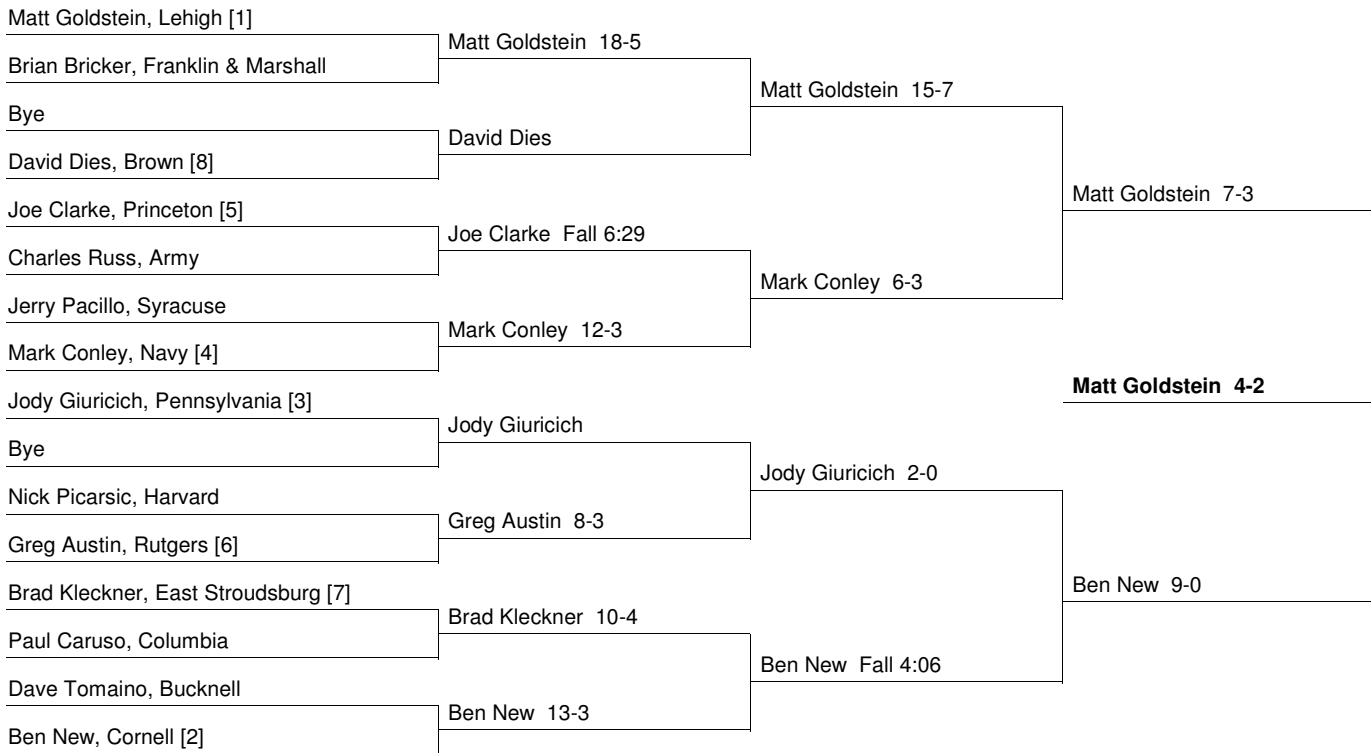 Matt Goldstein, Lehigh [1]
Brian Bricker, Franklin & Marshall
Bye
David Dies, Brown [8]
Joe Clarke, Princeton [5]
Charles Russ, Army
Jerry Pacillo, Syracuse
Mark Conley, Navy [4]
Jody Giuricich, Pennsylvania [3]
Bye
Nick Picarsic, Harvard
Greg Austin, Rutgers [6]
Brad Kleckner, East Stroudsburg [7]
Paul Caruso, Columbia
Dave Tomaino, Bucknell
Ben New, Cornell [2]
Matt Goldstein 18-5
David Dies
Joe Clarke Fall 6:29
Mark Conley 12-3
Jody Giuricich
Greg Austin 8-3
Brad Kleckner 10-4
Ben New 13-3
Matt Goldstein 15-7
Mark Conley 6-3
Jody Giuricich 2-0
Ben New Fall 4:06
Matt Goldstein 7-3
Matt Goldstein 4-2
Ben New 9-0